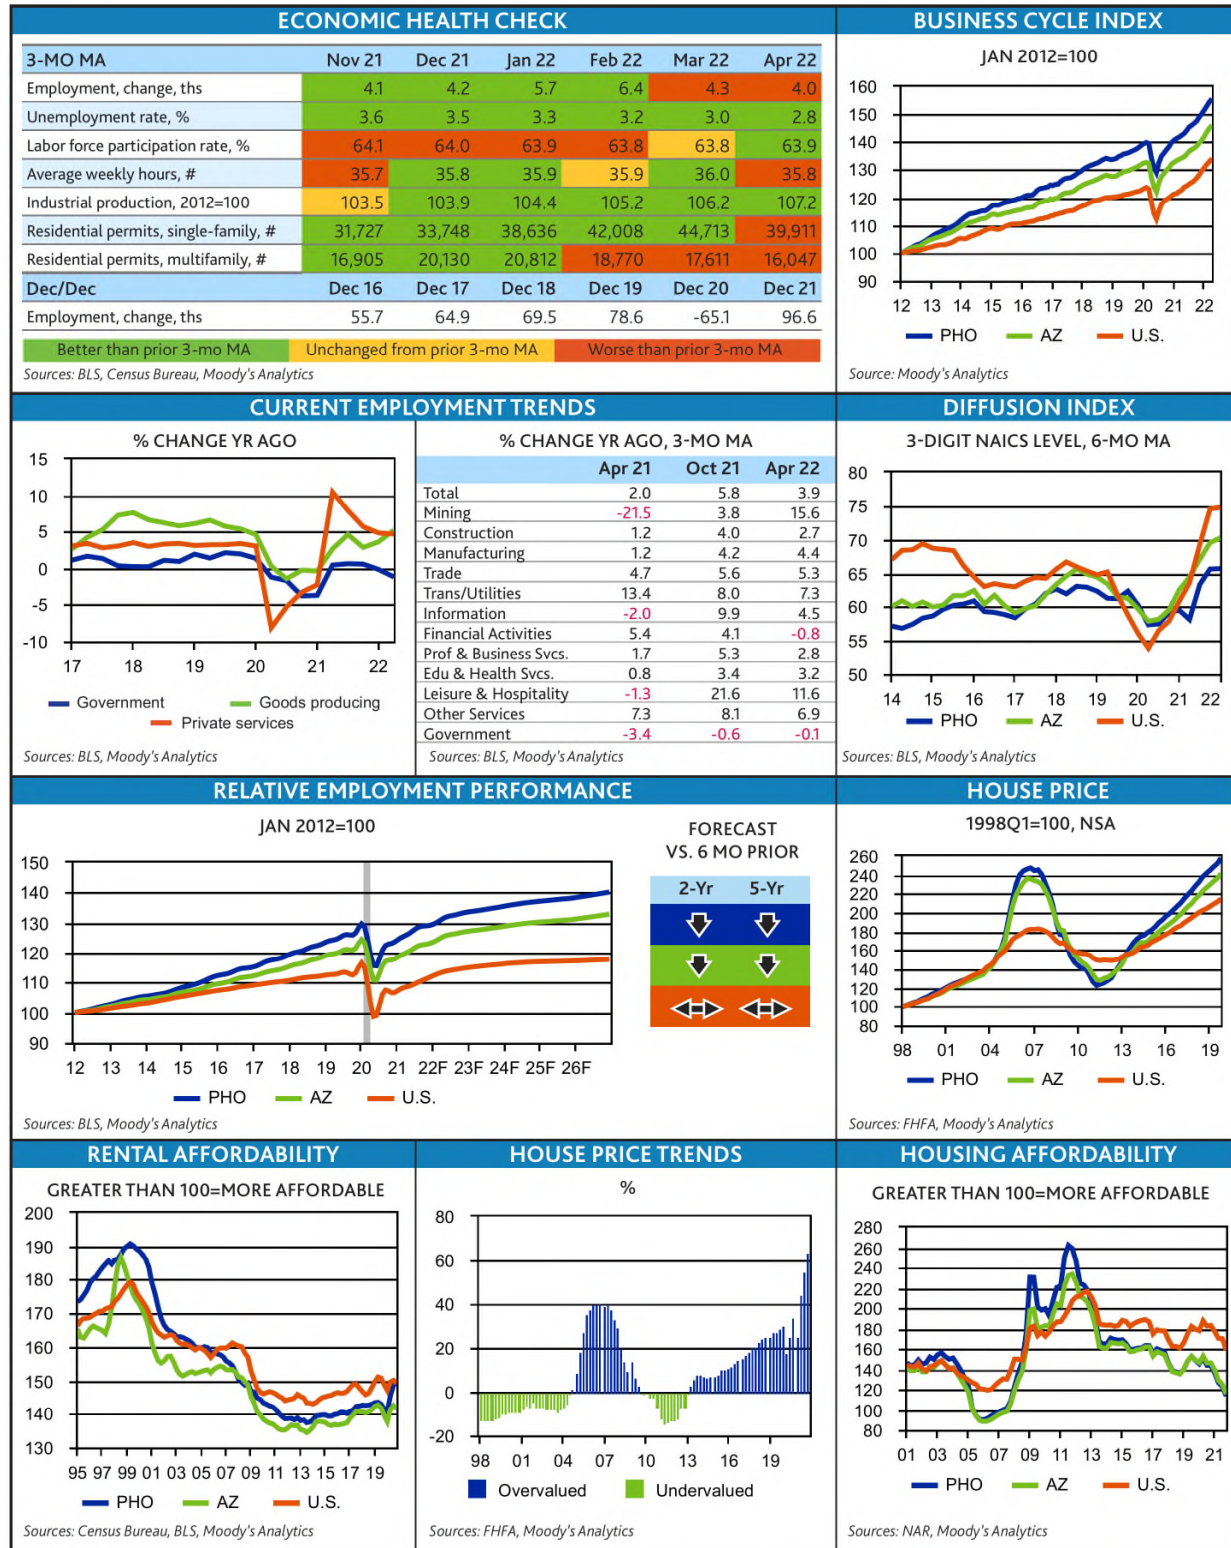 ECONOMIC HEALTH CHECK
3-MO MA Nov 21 Dec 21 Jan 22 Feb 22 Mar 22 Apr 22
Employment, change, ths 4.1 4.2 5.7 6.4 4.3 4.0
Unemployment rate, % 3.6 3.5 3.3 3.2 3.0 2.8
Labor force participation rate, % 64.1 64.0 63.9 63.8 63.8 63.9
Average weekly hours, # 35.7 35.8 35.9 35.9 36.0 35.8
Industrial production, 2012=100 103.5 103.9 104.4 105.2 106.2 107.2
Residential permits, single-family, # 31,727 33,748 38,636 42,008 44,713 39,911
Residential permits, multifamily, # 16,905 20,130 20,812 18,770 17,611 16,047
Dec/Dec Dec 16 Dec 17 Dec 18 Dec 19 Dec 20 Dec 21
Employment, change, ths 55.7 64.9 69.5 78.6 -65.1 96.6
Better than prior 3-mo MA Unchanged from prior 3-mo MA Worse than prior 3-mo MA
Sources: BLS, Census Bureau, Moody's Analytics
BUSINESS CYCLE INDEX
JAN 2012=100
160
150
140
130
120
110
100
90
12 13 14 15 16 17 18 19 20 21 22
PHO AZ U.S.
Source: Moody's Analytics
CURRENT EMPLOYMENT TRENDS
% CHANGE YR AGO
15
10
5
0
-5
-10
17 18 19 20 21 22
Government Goods producing
Private services
Sources: BLS, Moody's Analytics
% CHANGE YR AGO, 3-MO MA
Apr 21 Oct 21 Apr 22
Total 2.0 5.8 3.9
Mining -21.5 3.8 15.6
Construction 1.2 4.0 2.7
Manufacturing 1.2 4.2 4.4
Trade 4.7 5.6 5.3
Trans/Utilities 13.4 8.0 7.3
Information -2.0 9.9 4.5
Financial Activities 5.4 4.1 -0.8
Prof & Business Svcs. 1.7 5.3 2.8
Edu & Health Svcs. 0.8 3.4 3.2
Leisure & Hospitality -1.3 21.6 11.6
Other Services 7.3 8.1 6.9
Government -3.4 -0.6 -0.1
Sources: BLS, Moody's Analytics
DIFFUSION INDEX
3-DIGIT NAICS LEVEL, 6-MO MA
80
75
70
65
60
55
50
14 15 16 17 18 19 20 21 22
PHO AZ U.S.
Sources: BLS, Moody's Analytics
RELATIVE EMPLOYMENT PERFORMANCE
JAN 2012=100
150
140
130
120
110
100
90
12 13 14 15 16 17 18 19 20 21 22F 23F 24F 25F 26F
PHO AZ U.S.
Sources: BLS, Moody's Analytics
FORECAST
VS. 6 MO PRIOR
2-Yr 5-Yr
HOUSE PRICE
1998Q1=100, NSA
260
240
220
200
180
160
140
120
100
80
98 01 04 07 10 13 16 19
PHO AZ U.S.
Sources: FHFA, Moody's Analytics
RENTAL AFFORDABILITY
GREATER THAN 100=MORE AFFORDABLE
200
190
180
170
160
150
140
130
95 97 99 01 03 05 07 09 11 13 15 17 19
PHO AZ U.S.
Sources: Census Bureau, BLS, Moody's Analytics
HOUSE PRICE TRENDS
%
80
60
40
20
0
-20
98 01 04 07 10 13 16 19
Overvalued Undervalued
Sources: FHFA, Moody's Analytics
HOUSING AFFORDABILITY
GREATER THAN 100=MORE AFFORDABLE
280
260
240
220
200
180
160
140
120
100
80
01 03 05 07 09 11 13 15 17 19 21
PHO AZ U.S.
Sources: NAR, Moody's Analytics